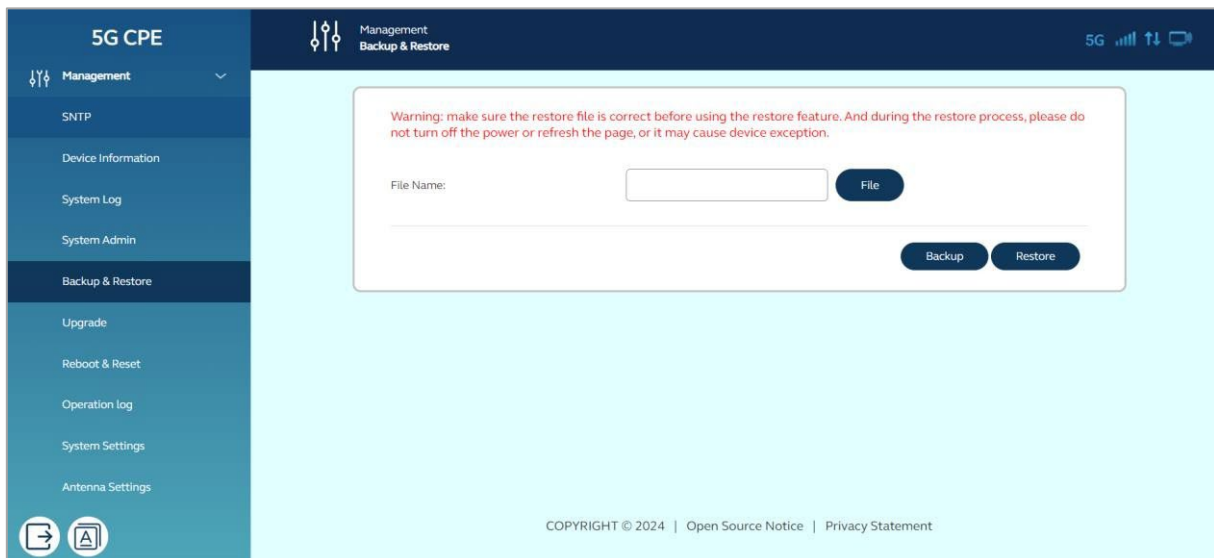 5G CPE
Management
SNTP
Device Information
System Log
System Admin
Backup & Restore
Upgrade
Reboot & Reset
Operation log
System Settings
Antenna Settings
A
Management
Backup & Restore
5G
Warning: make sure the restore file is correct before using the restore feature. And during the restore process, please do
not turn off the power or refresh the page, or it may cause device exception.
File Name:
File
Backup
Restore
COPYRIGHT © 2024 | Open Source Notice | Privacy Statement